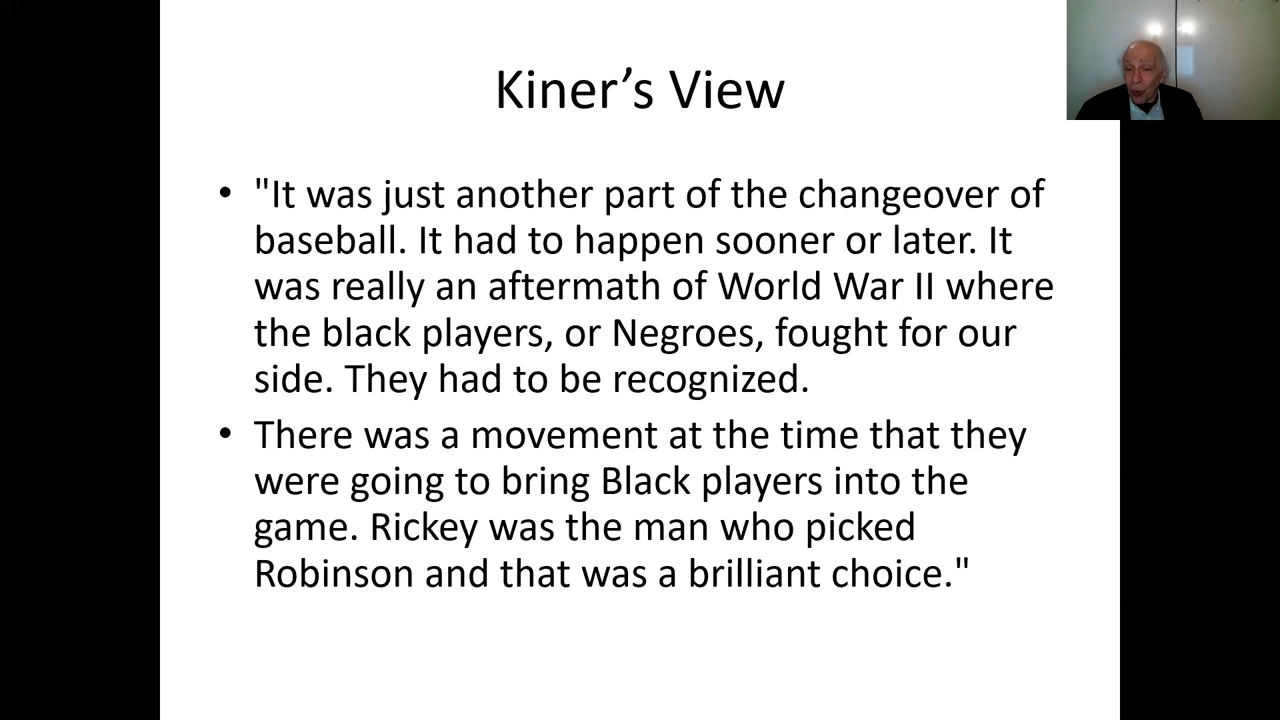 Kiner’s View
• "It was just another part of the changeover of
baseball. It had to happen sooner or later. It
was really an aftermath of World War II where
the black players, or Negroes, fought for our
side. They had to be recognized.
• There was a movement at the time that they
were going to bring Black players into the
game. Rickey was the man who picked
Robinson and that was a brilliant choice."